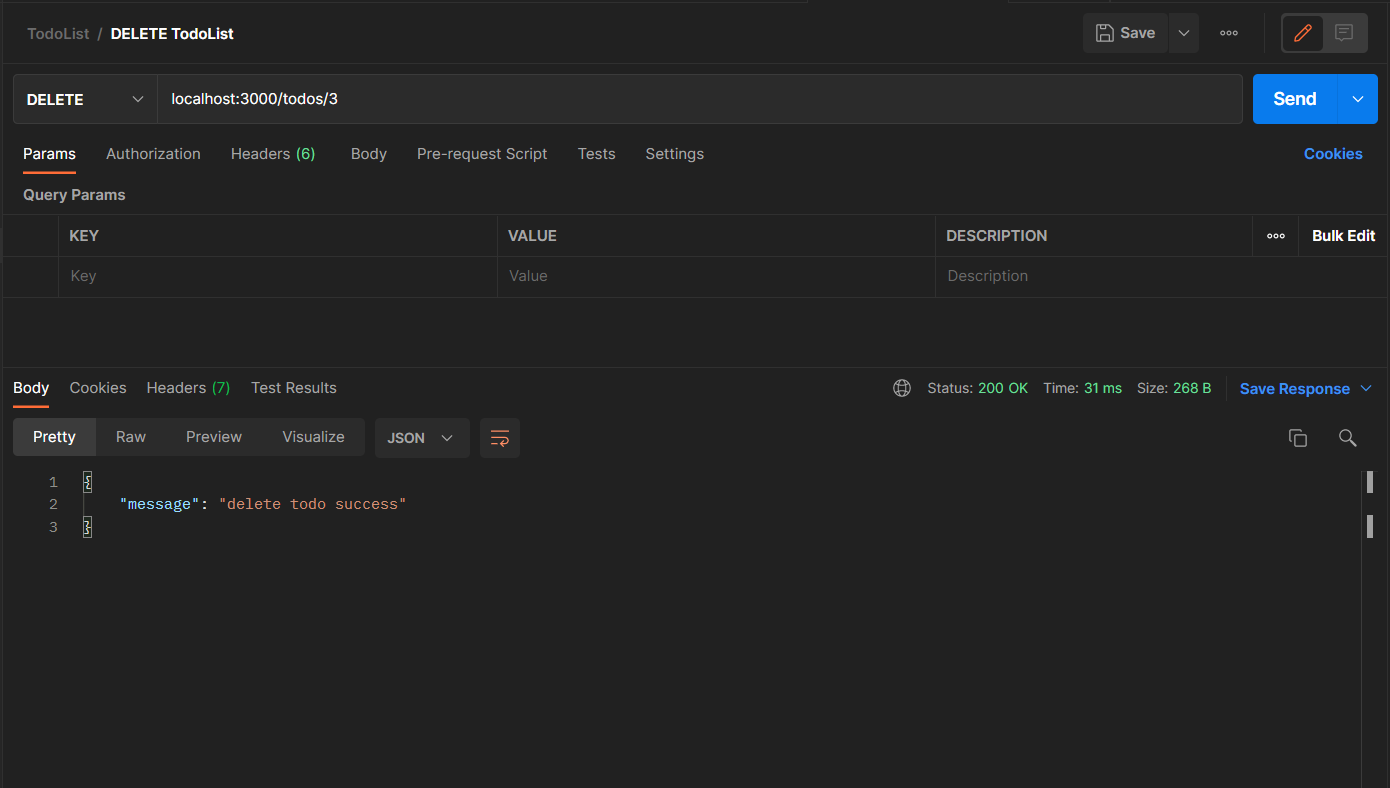 TodoList / DELETE TodoList
Save
DELETE
localhost:3000/todos/3
Send
Params Authorization Headers (6) Body Pre-request Script Tests Settings Cookies
Query Params
KEY VALUE DESCRIPTION ooo Bulk Edit
Key Value Description
Body Cookies Headers (7) Test Results Status: 200 OK Time: 31 ms Size: 268 B Save Response
Pretty Raw Preview Visualize JSON
1 {
2 "message": "delete todo success"
3 }